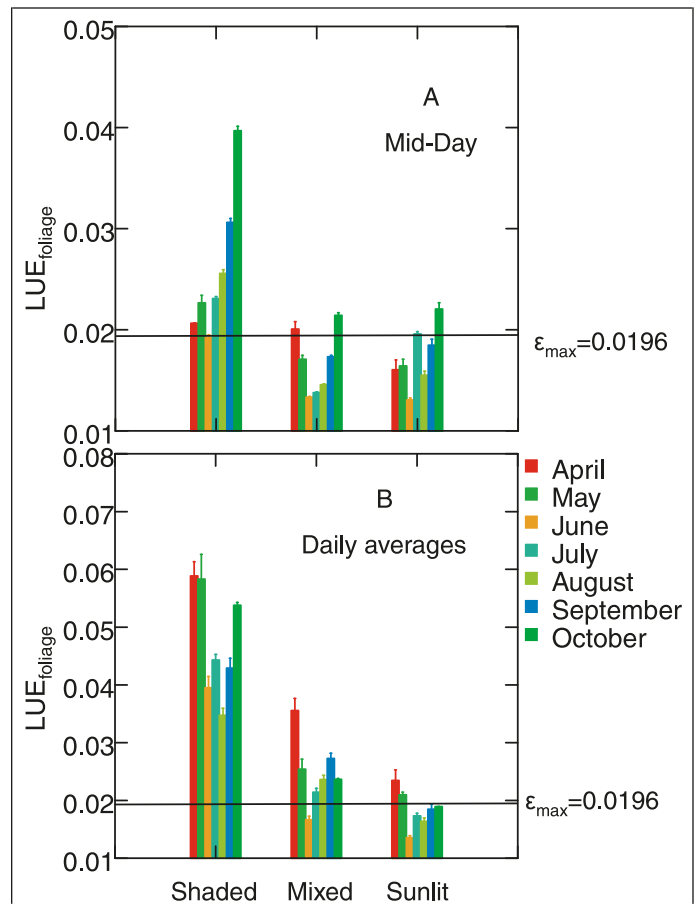 0.05
A
0.04
Mid-Day
0.03
LUEfoliage
0.02
εmax=0.0196
0.01
0.08
April
B
May
0.07
June
Daily averages
July
0.06
August
September
0.05
October
LUEfoliage
0.04
0.03
0.02
εmax=0.0196
0.01
Shaded Mixed Sunlit